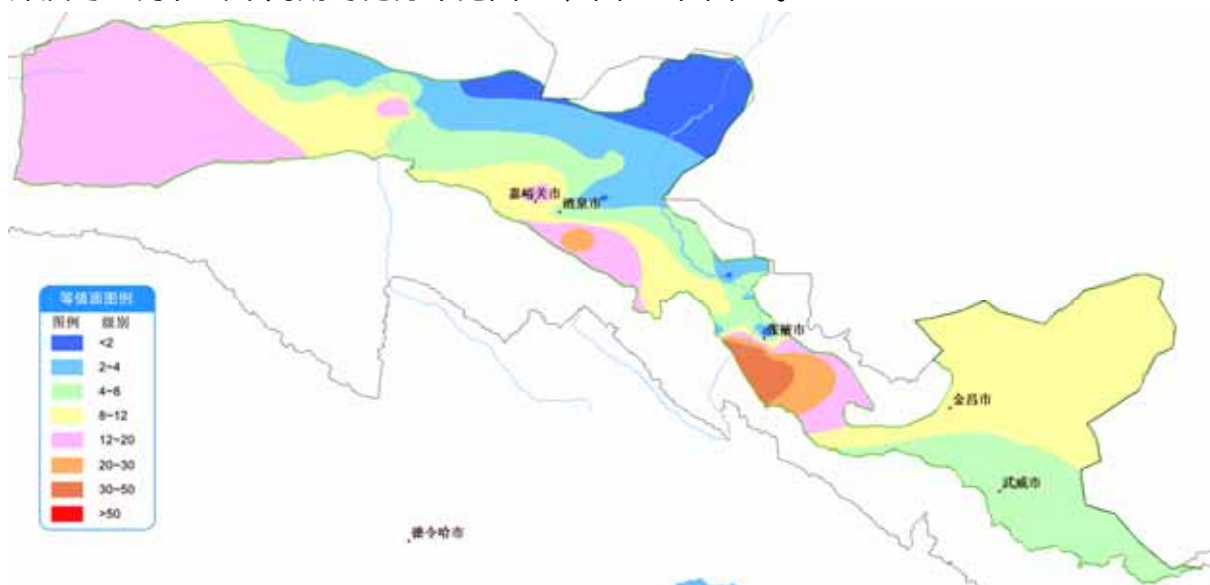 等值面图例
图例 级别
<2
2~4
4~8
8~12
12~20
20~30
30~50
>50
嘉峪关市
酒泉市
张掖市
金昌市
武威市
德令哈市